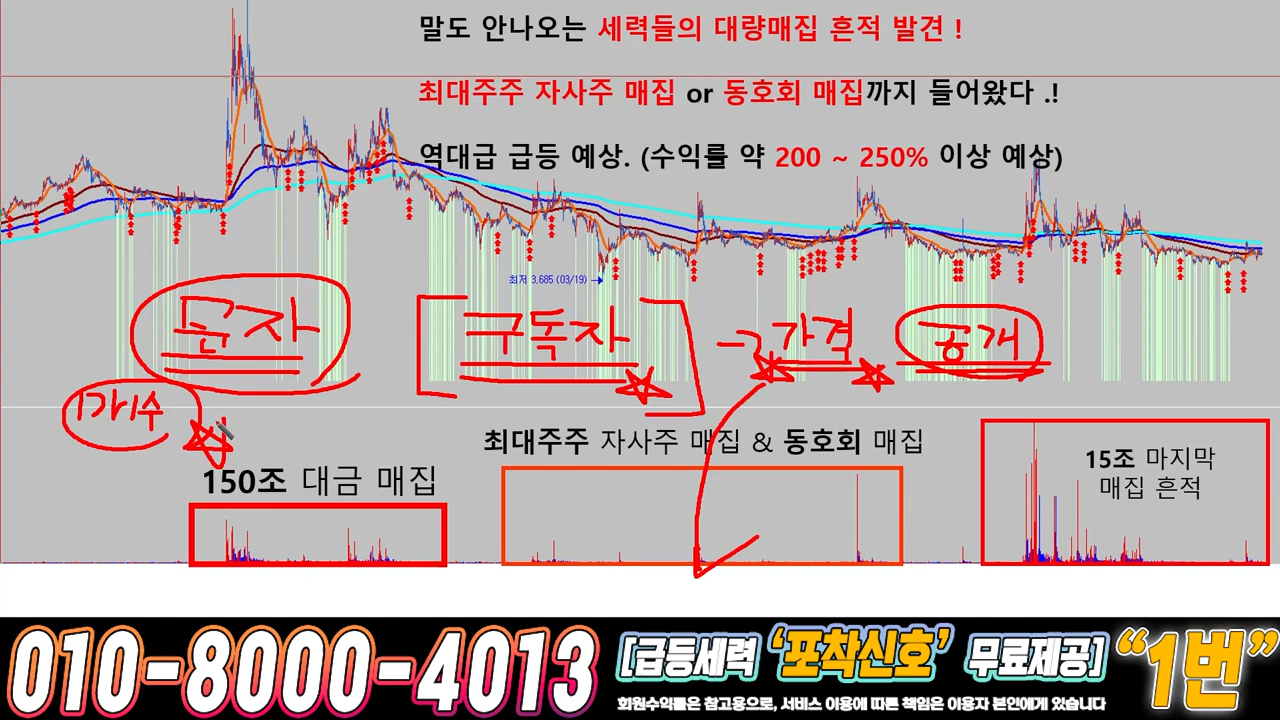 말도 안나오는 세력들의 대량매집 흔적 발견 !
최대주주 자사주 매집 or 동호회 매집까지 들어왔다 .!
역대급 급등 예상. (수익률 약 200 ~ 250% 이상 예상)
최저 3,685 (03/19)
문자
구독자
가격 공개
최대주주 자사주 매집 & 동호회 매집
150조 대금 매집
15조 마지막
매집 흔적
010-8000-4013
[급등세력 '포착신호' 무료제공] "1번"
회원수익률은 참고용으로, 서비스 이용에 따른 책임은 이용자 본인에게 있습니다